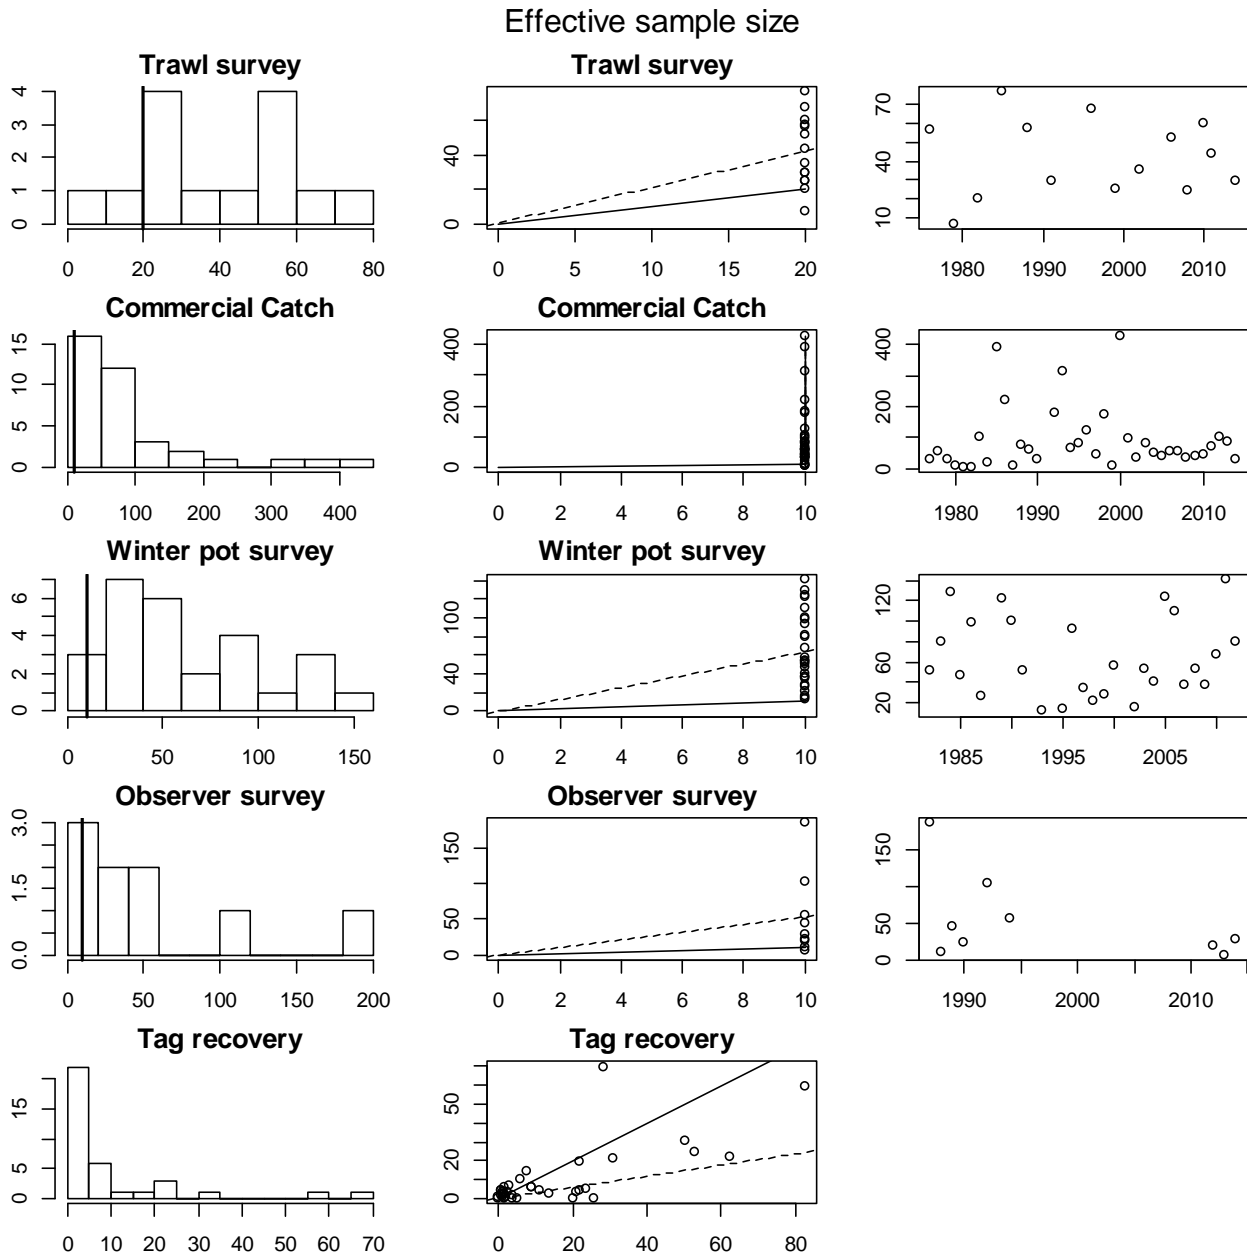 Effective sample size
Trawl survey
Trawl survey
0 1 2 3 4
0 20 40 60 80
0 40
0 5 10 15 20
10 40 70
1980 1990 2000 2010
Commercial Catch
Commercial Catch
0 5 10 15
0 100 200 300 400
0 200 400
0 2 4 6 8 10
0 200 400
1980 1990 2000 2010
Winter pot survey
Winter pot survey
0 2 4 6
0 50 100 150
0 40 100
0 2 4 6 8 10
20 60 120
1985 1995 2005
Observer survey
Observer survey
0.0 1.5 3.0
0 50 100 150 200
0 50 150
0 2 4 6 8 10
0 50 150
1990 2000 2010
Tag recovery
Tag recovery
0 5 15
0 10 20 30 40 50 60 70
0 20 50
0 20 40 60 80